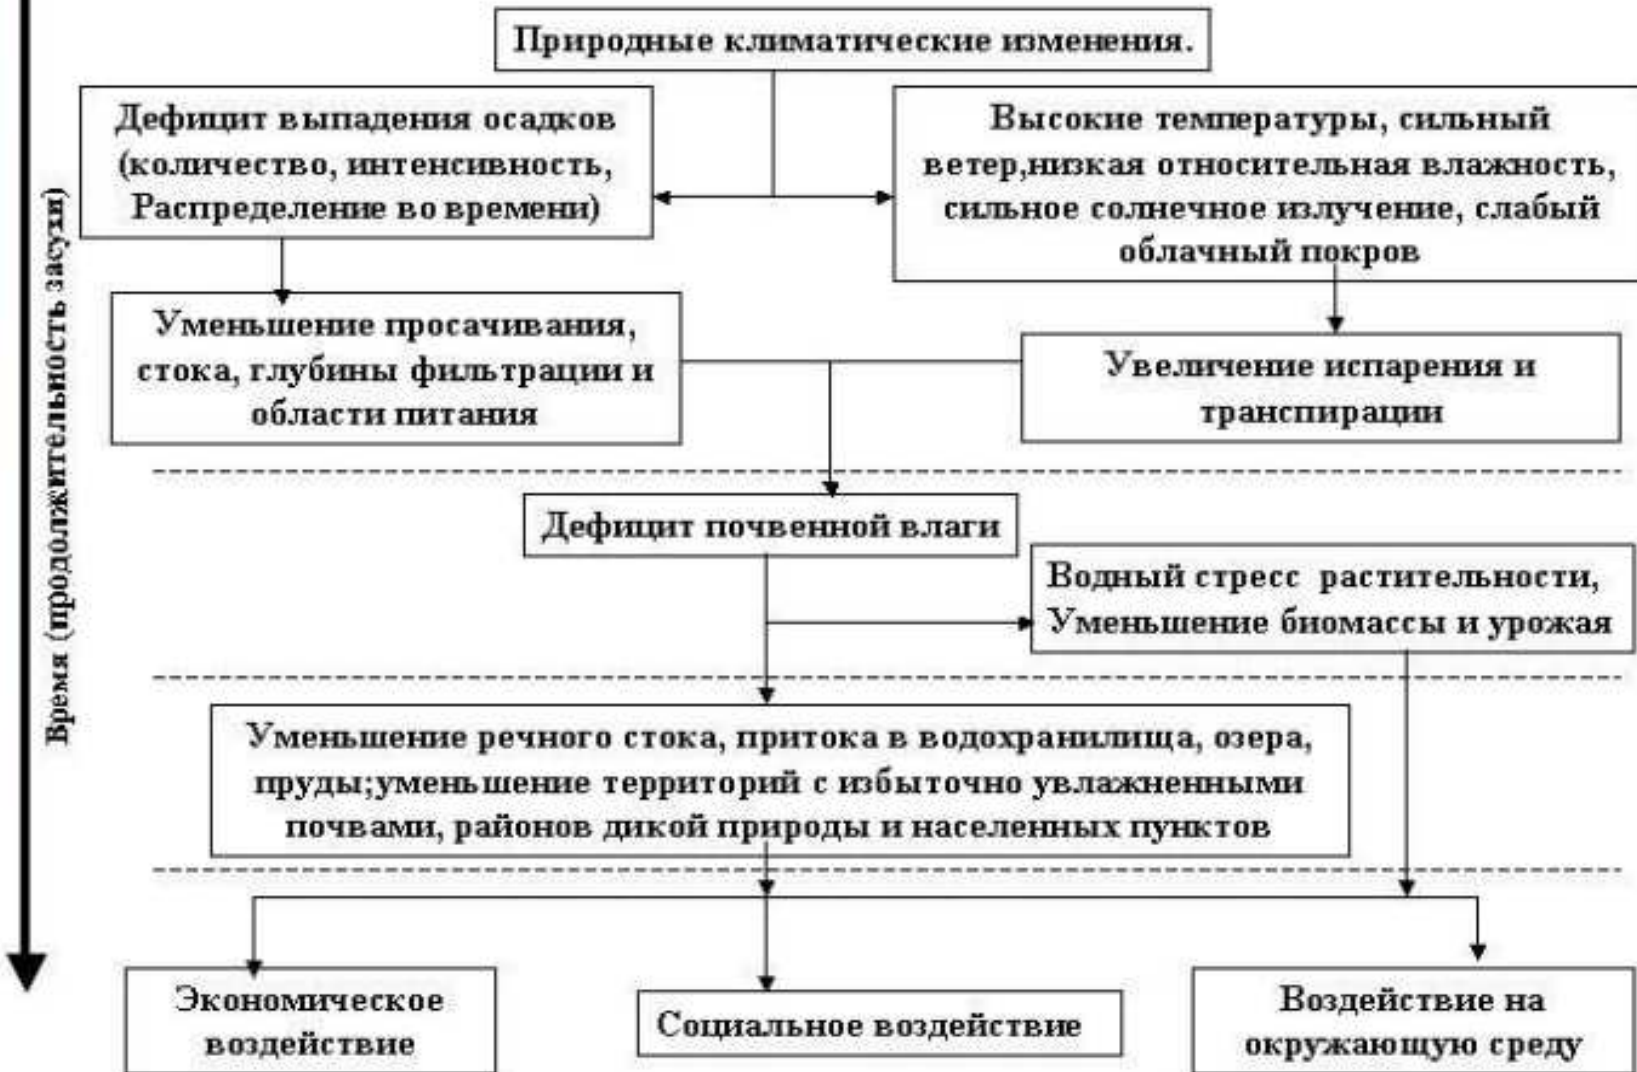 Природные климатические изменения.
Дефицит выпадения осадков
(количество, интенсивность,
Распределение во времени)
Высокие температуры, сильный
ветер,низкая относительная влажность,
сильное солнечное излучение, слабый
облачный покров
Уменьшение просачивания,
стока, глубины фильтрации и
области питания
Увеличение испарения и
транспирации
Время (продолжительность засухи)
Дефицит почвенной влаги
Водный стресс растительности,
Уменьшение биомассы и урожая
Уменьшение речного стока, притока в водохранилища, озера,
пруды;уменьшение территорий с избыточно увлажненными
почвами, районов дикой природы и населенных пунктов
Экономическое
воздействие
Социальное воздействие
Воздействие на
окружающую среду